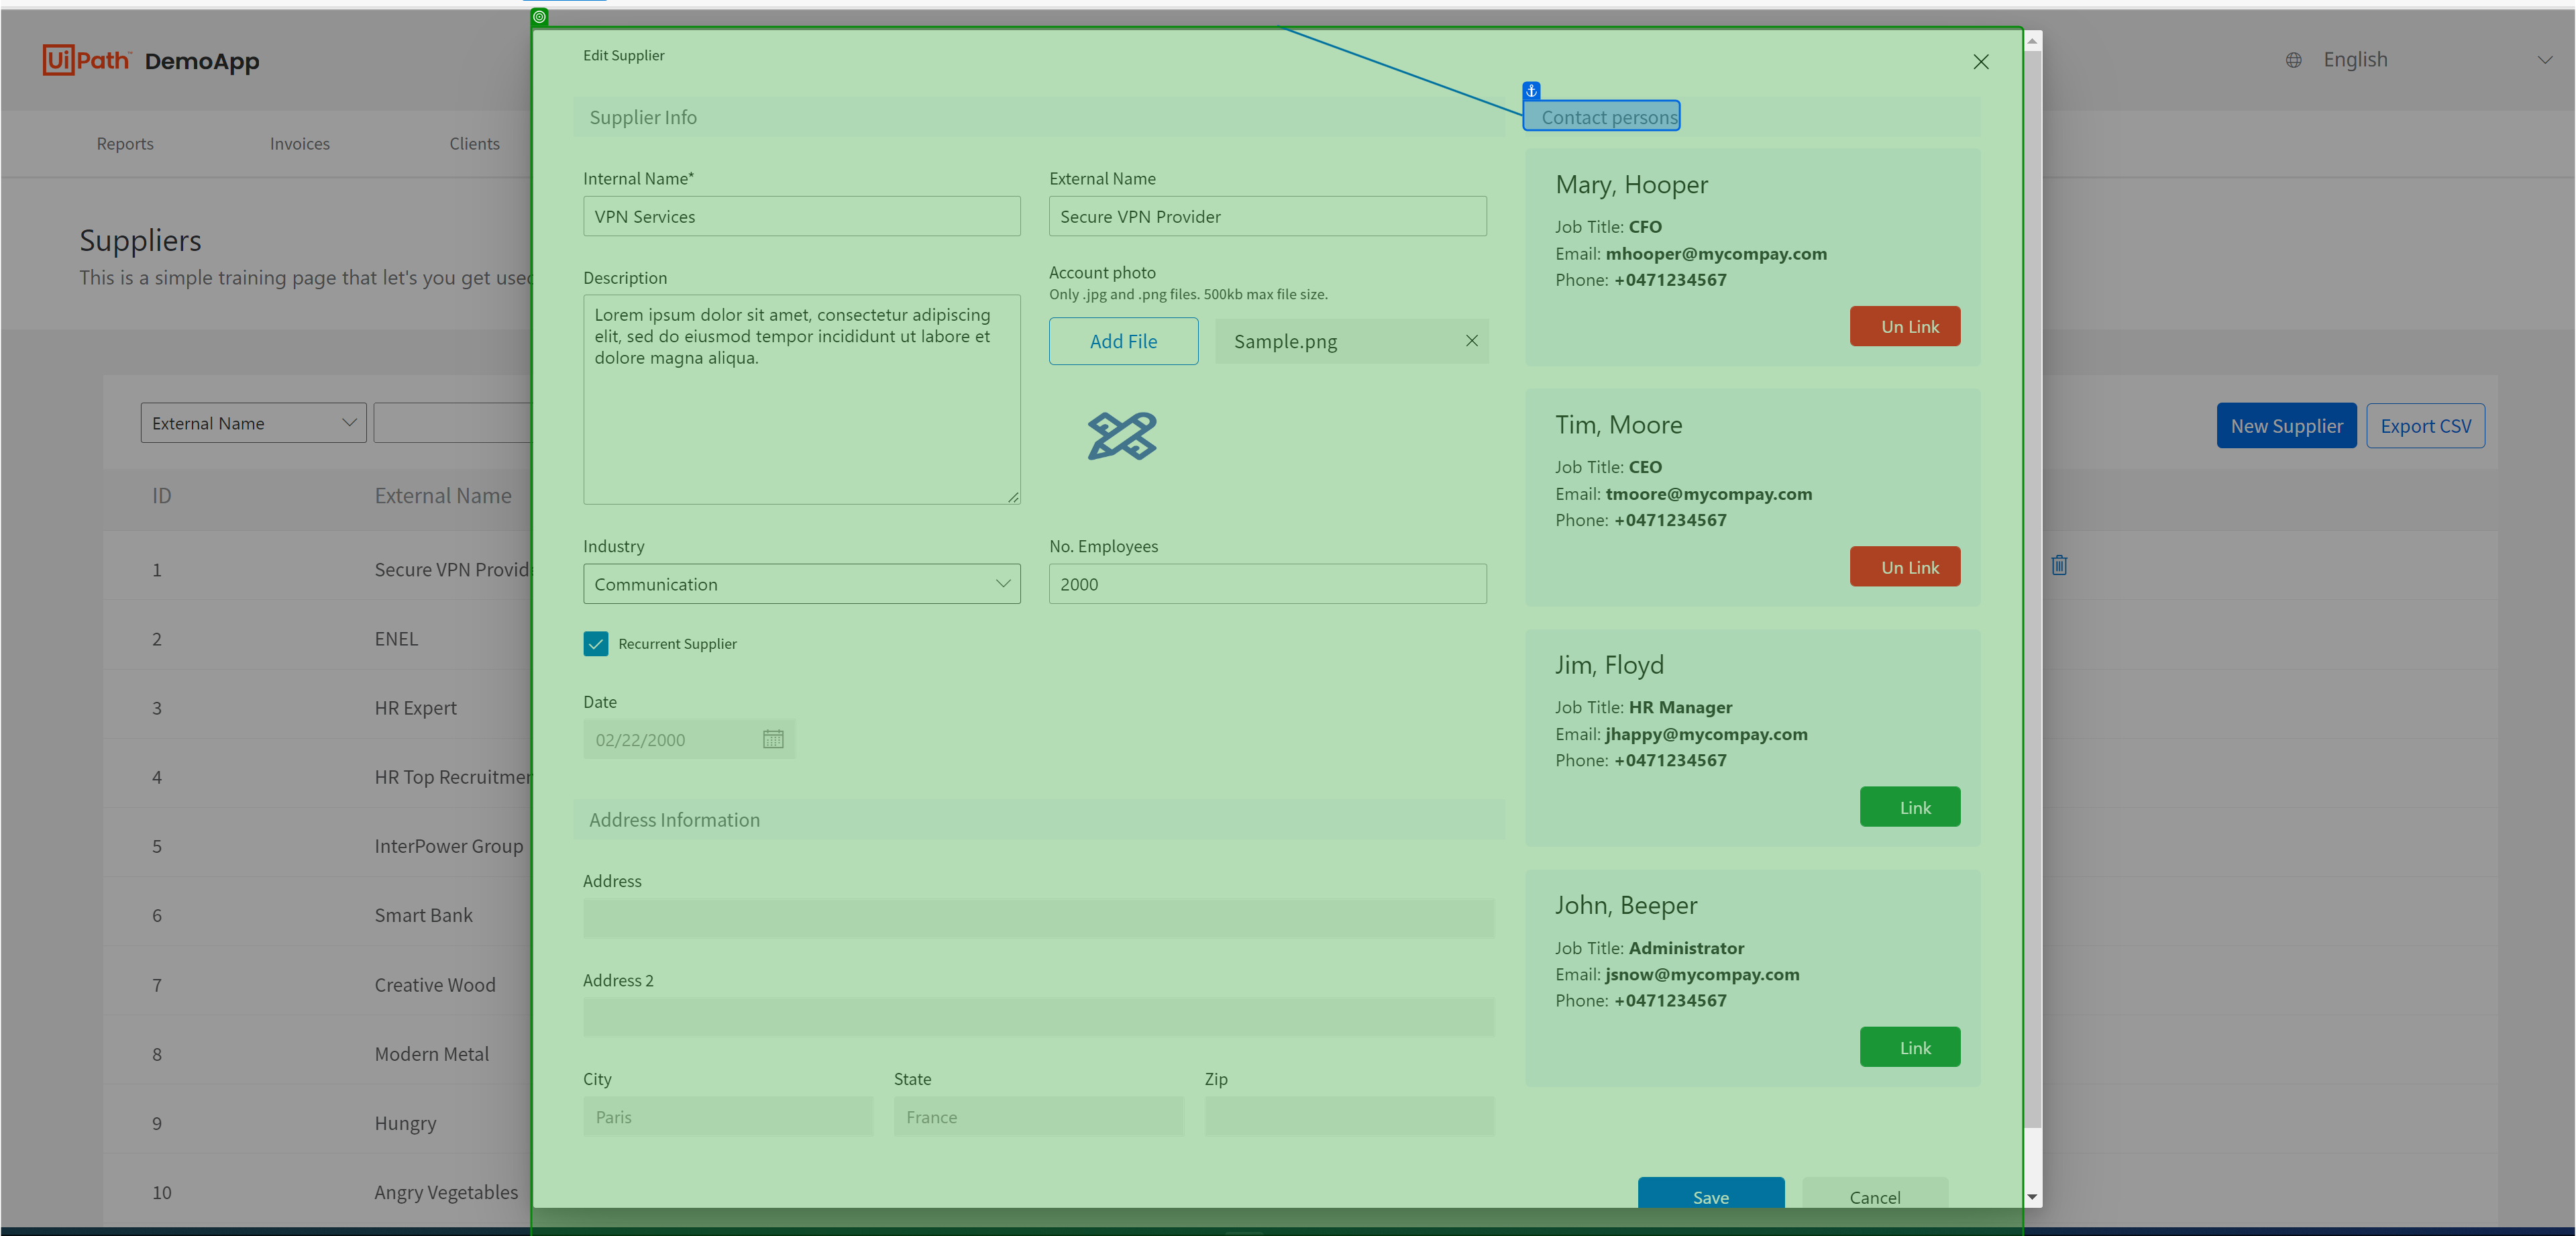 UiPath™ DemoApp
English
Reports
Invoices
Clients
Suppliers
This is a simple training page that let's you get used
External Name
New Supplier
Export CSV
ID
External Name
1
Secure VPN
2
ENEL
3
HR Expert
4
HR Top
5
InterPower Group
6
Smart Bank
7
Creative Wood
8
Modern Metal
9
Hungry
10
Angry Vegetables
Edit Supplier
Supplier Info
Internal Name*
VPN Services
External Name
Secure VPN Provider
Description
Lorem ipsum dolor sit amet, consectetur adipiscing
elit, sed do eiusmod tempor incididunt ut labore et
dolore magna aliqua.
Account photo
Only .jpg and .png files. 500kb max file size.
Add File
Sample.png
Industry
Communication
No. Employees
2000
Recurrent Supplier
Date
02/22/2000
Address Information
Address
Address 2
City
Paris
State
France
Zip
Contact persons
Mary, Hooper
Job Title: CFO
Email: mhooper@mycompay.com
Phone: +0471234567
Un Link
Tim, Moore
Job Title: CEO
Email: tmoore@mycompay.com
Phone: +0471234567
Un Link
Jim, Floyd
Job Title: HR Manager
Email: jhappy@mycompay.com
Phone: +0471234567
Link
John, Beeper
Job Title: Administrator
Email: jsnow@mycompay.com
Phone: +0471234567
Link
Save
Cancel